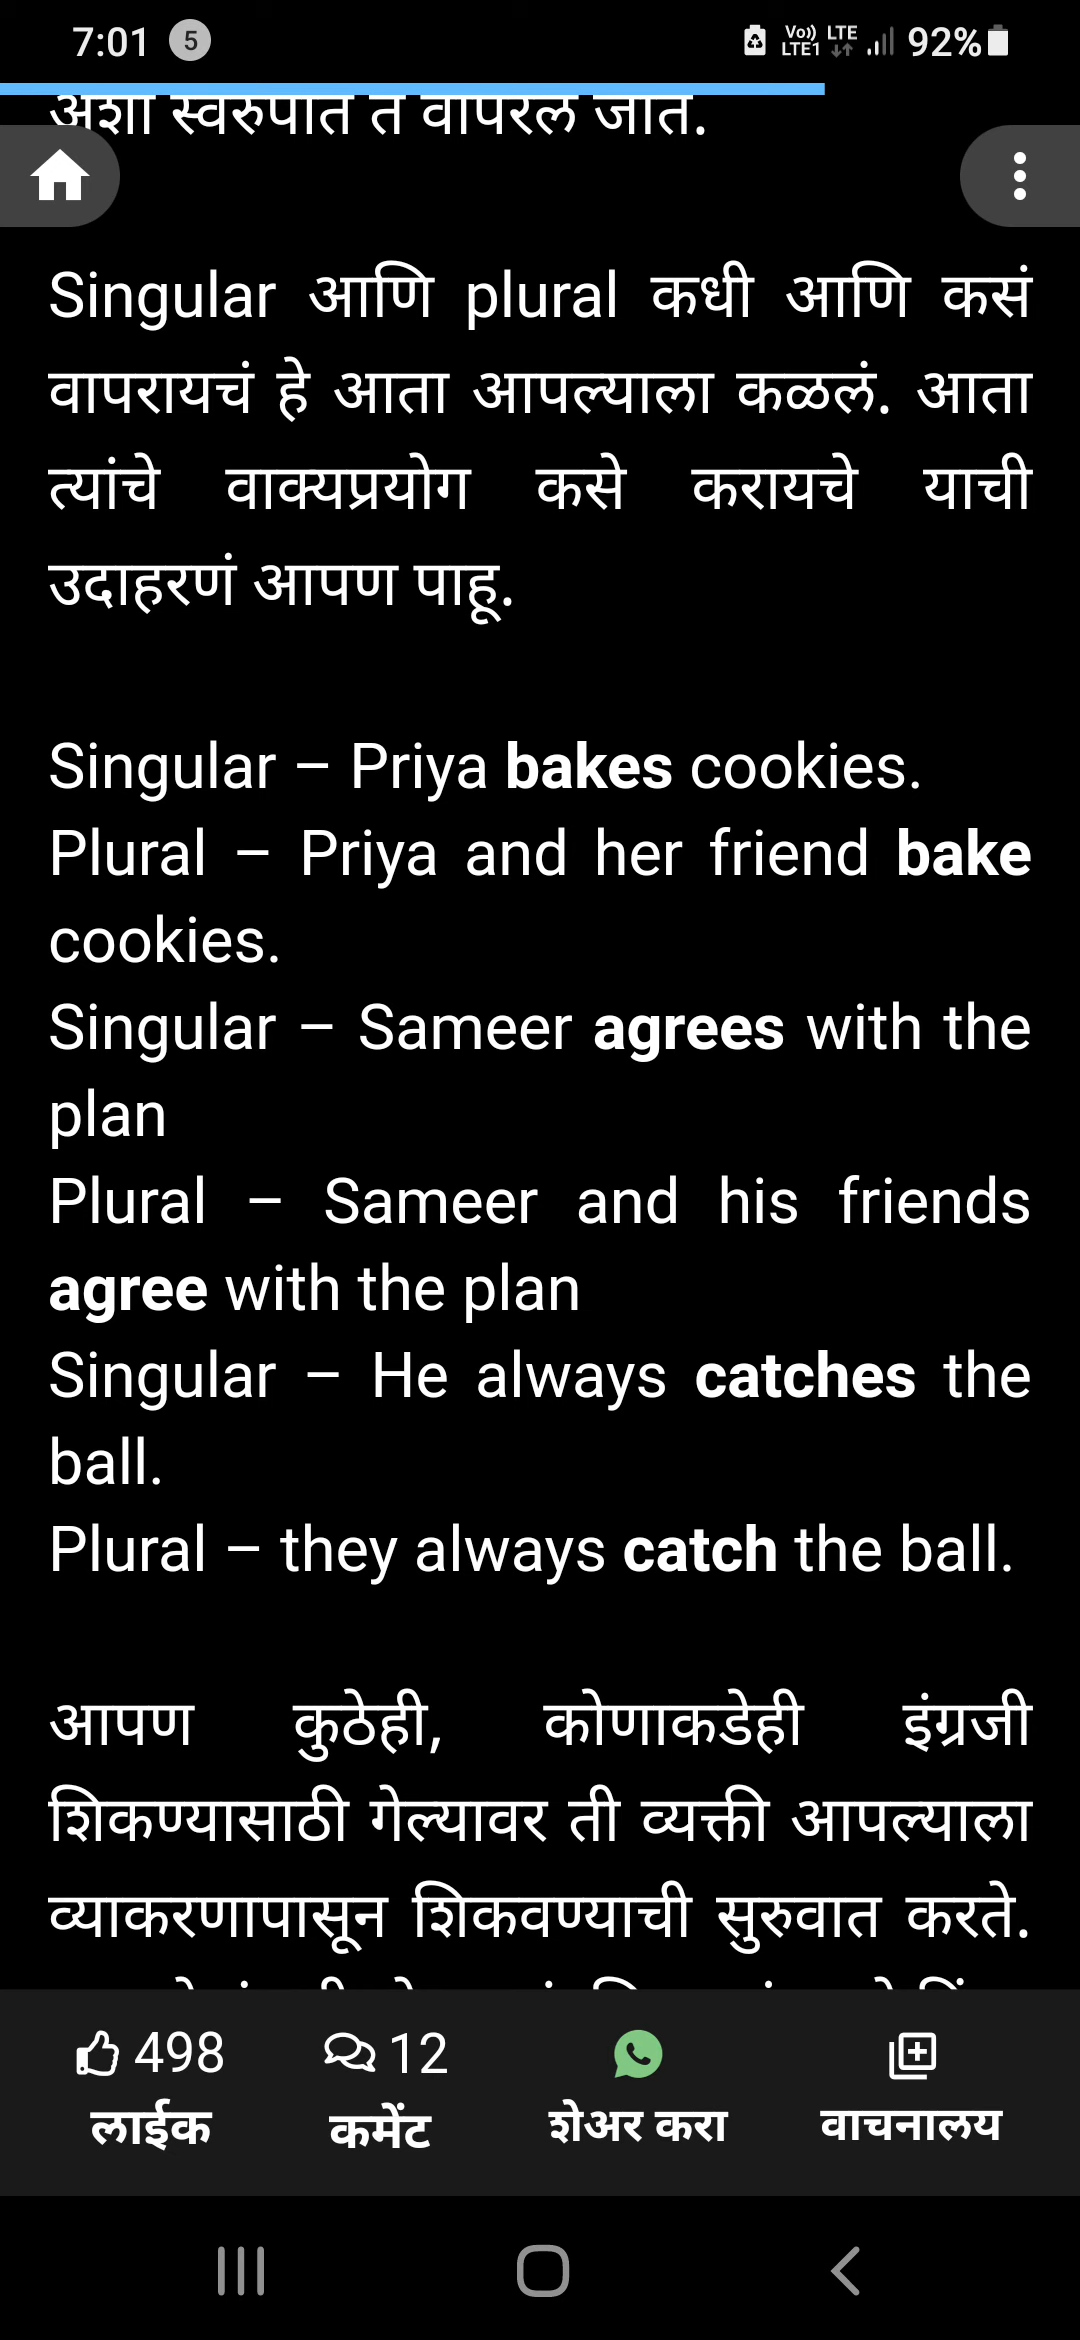 7:01 5 Vo)) LTE1 LTE 92%
अशा स्वरुपात ते वापरले जाते.
Singular आणि plural कधी आणि कसं
वापरायचं हे आता आपल्याला कळलं. आता
त्यांचे वाक्यप्रयोग कसे करायचे याची
उदाहरणं आपण पाहू.
Singular – Priya bakes cookies.
Plural – Priya and her friend bake
cookies.
Singular – Sameer agrees with the
plan
Plural – Sameer and his friends
agree with the plan
Singular – He always catches the
ball.
Plural – they always catch the ball.
आपण कुठेही, कोणाकडेही इंग्रजी
शिकण्यासाठी गेल्यावर ती व्यक्ती आपल्याला
व्याकरणापासून शिकवण्याची सुरुवात करते.
498 12
लाईक कमेंट शेअर करा वाचनालय